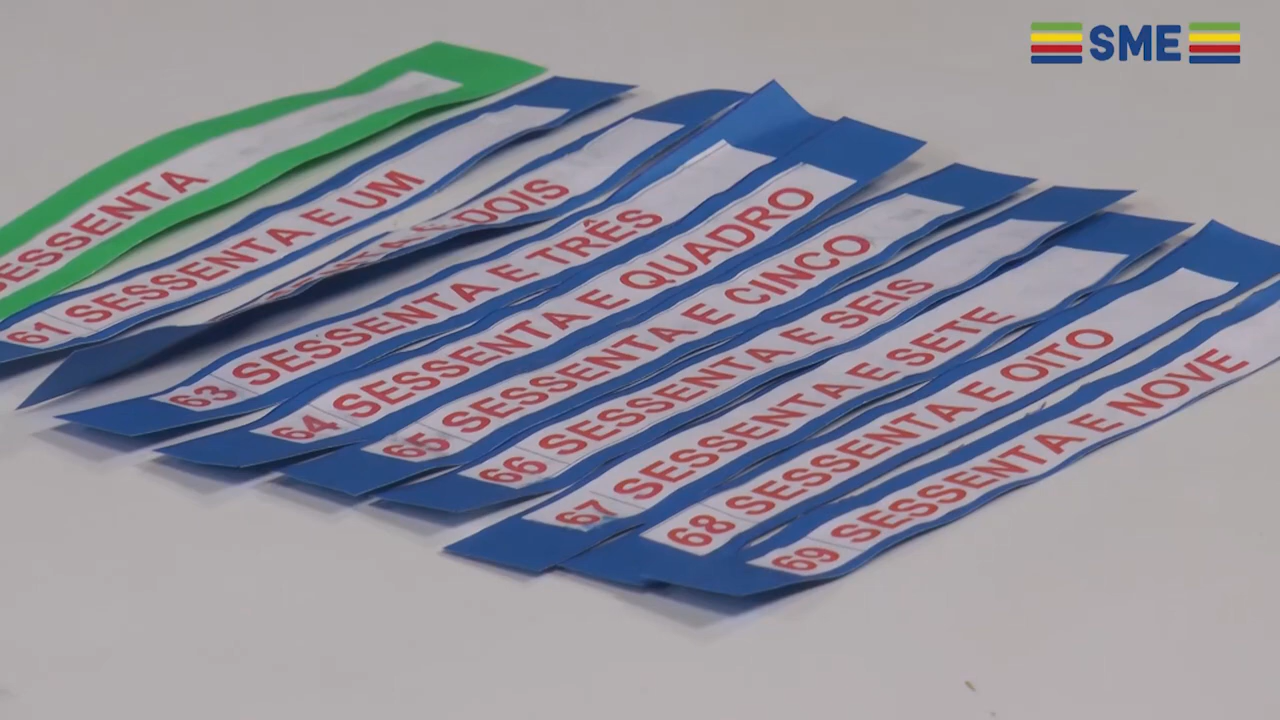 SME
SESSENTA
61 SESSENTA E UM
SESSENTA E DOIS
63 SESSENTA E TRÊS
64 SESSENTA E QUADRO
65 SESSENTA E CINCO
66 SESSENTA E SEIS
67 SESSENTA E SETE
68 SESSENTA E OITO
69 SESSENTA E NOVE